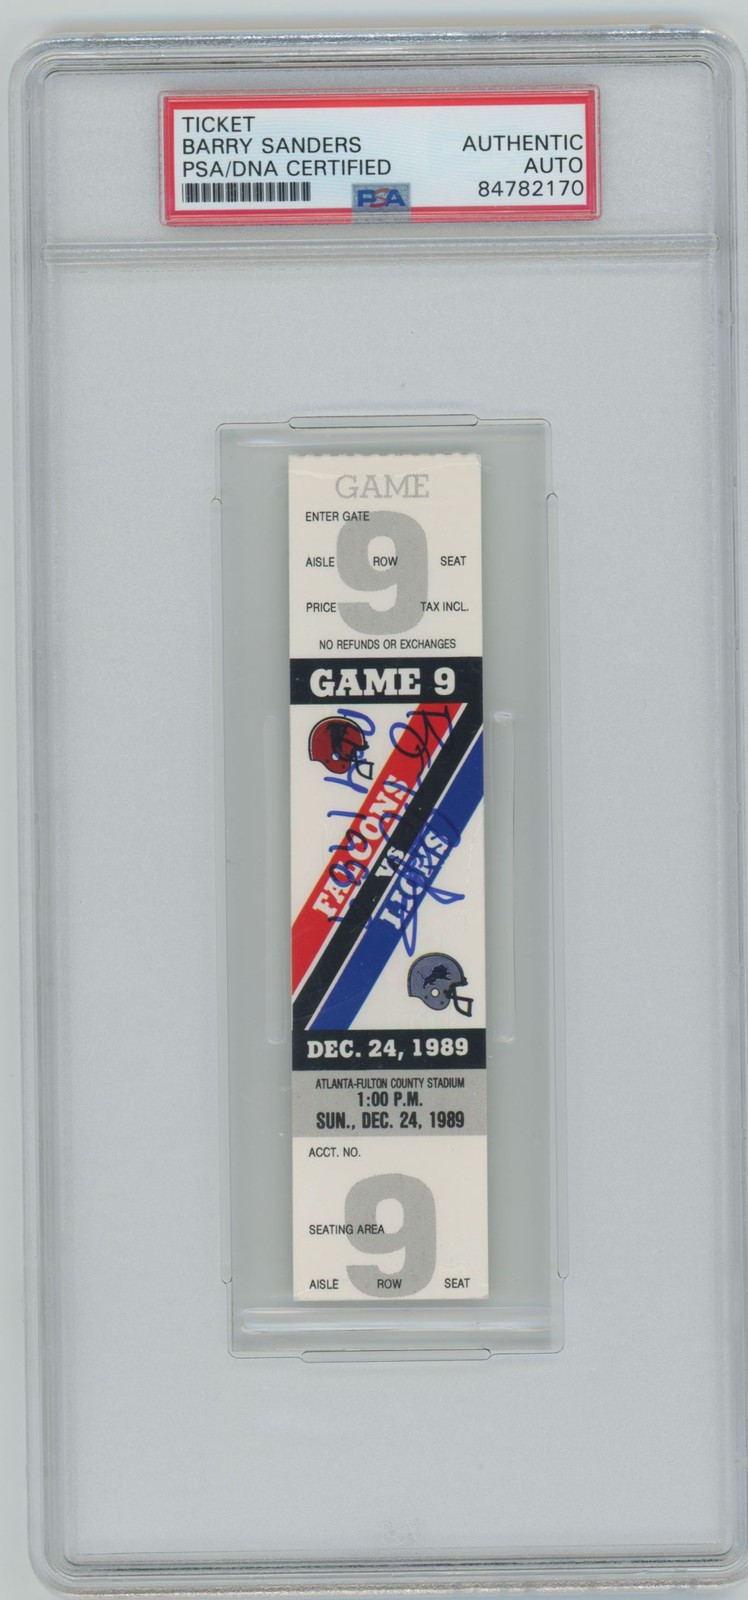 TICKET
BARRY SANDERS
PSA/DNA CERTIFIED
AUTHENTIC
AUTO
84782170
PSA
GAME
9
ENTER GATE
AISLE ROW SEAT
PRICE TAX INCL.
NO REFUNDS OR EXCHANGES
GAME 9
FALCONS
VS
LIONS
DEC. 24, 1989
ATLANTA-FULTON COUNTY STADIUM
1:00 P.M.
SUN., DEC. 24, 1989
ACCT. NO.
9
SEATING AREA
AISLE ROW SEAT